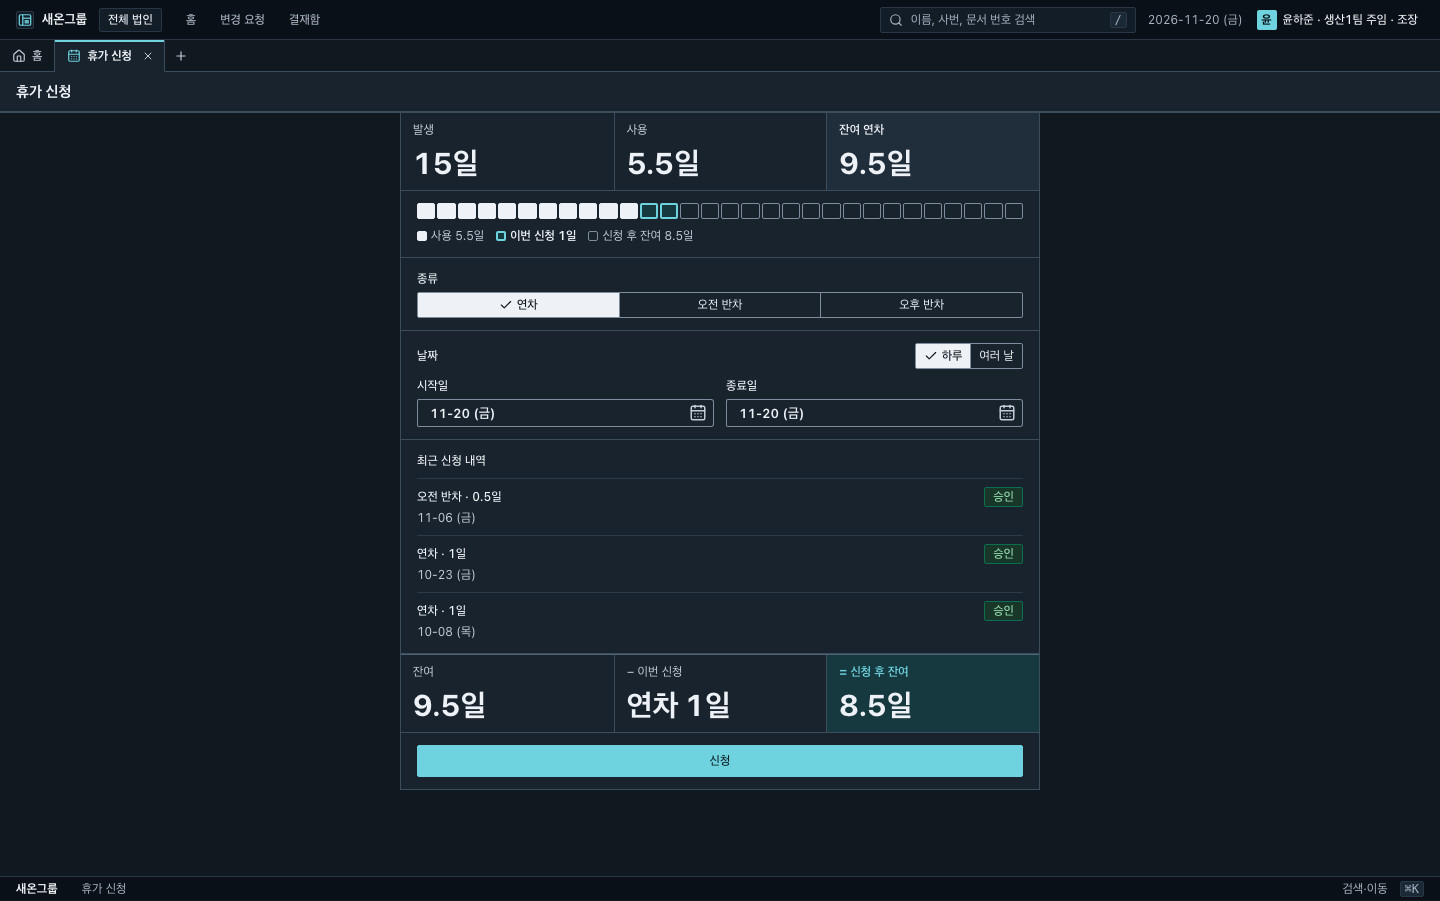 새온그룹 전체 법인 홈 변경 요청 결재함 이름, 사번, 문서 번호 검색 / 2026-11-20 (금) 윤 윤하준 · 생산1팀 주임 · 조장
홈 휴가 신청
휴가 신청
발생 사용 잔여 연차
15일 5.5일 9.5일
사용 5.5일 이번 신청 1일 신청 후 잔여 8.5일
종류
연차 오전 반차 오후 반차
날짜 하루 여러 날
시작일 종료일
11-20 (금) 11-20 (금)
최근 신청 내역
오전 반차 · 0.5일 승인
11-06 (금)
연차 · 1일 승인
10-23 (금)
연차 · 1일 승인
10-08 (목)
잔여 − 이번 신청 = 신청 후 잔여
9.5일 연차 1일 8.5일
신청
새온그룹 휴가 신청 검색·이동 ⌘K